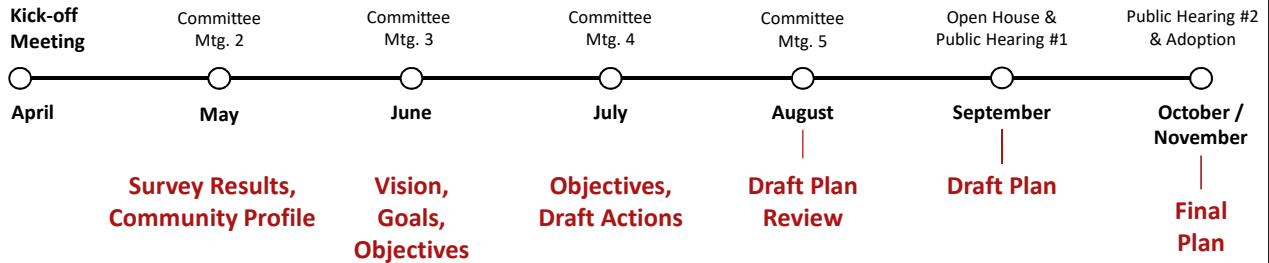 Kick-off
Meeting
Committee
Mtg. 2
Committee
Mtg. 3
Committee
Mtg. 4
Committee
Mtg. 5
Open House &
Public Hearing #1
Public Hearing #2
& Adoption
April
May
June
July
August
September
October /
November
Survey Results,
Community Profile
Vision,
Goals,
Objectives
Objectives,
Draft Actions
Draft Plan
Review
Draft Plan
Final
Plan